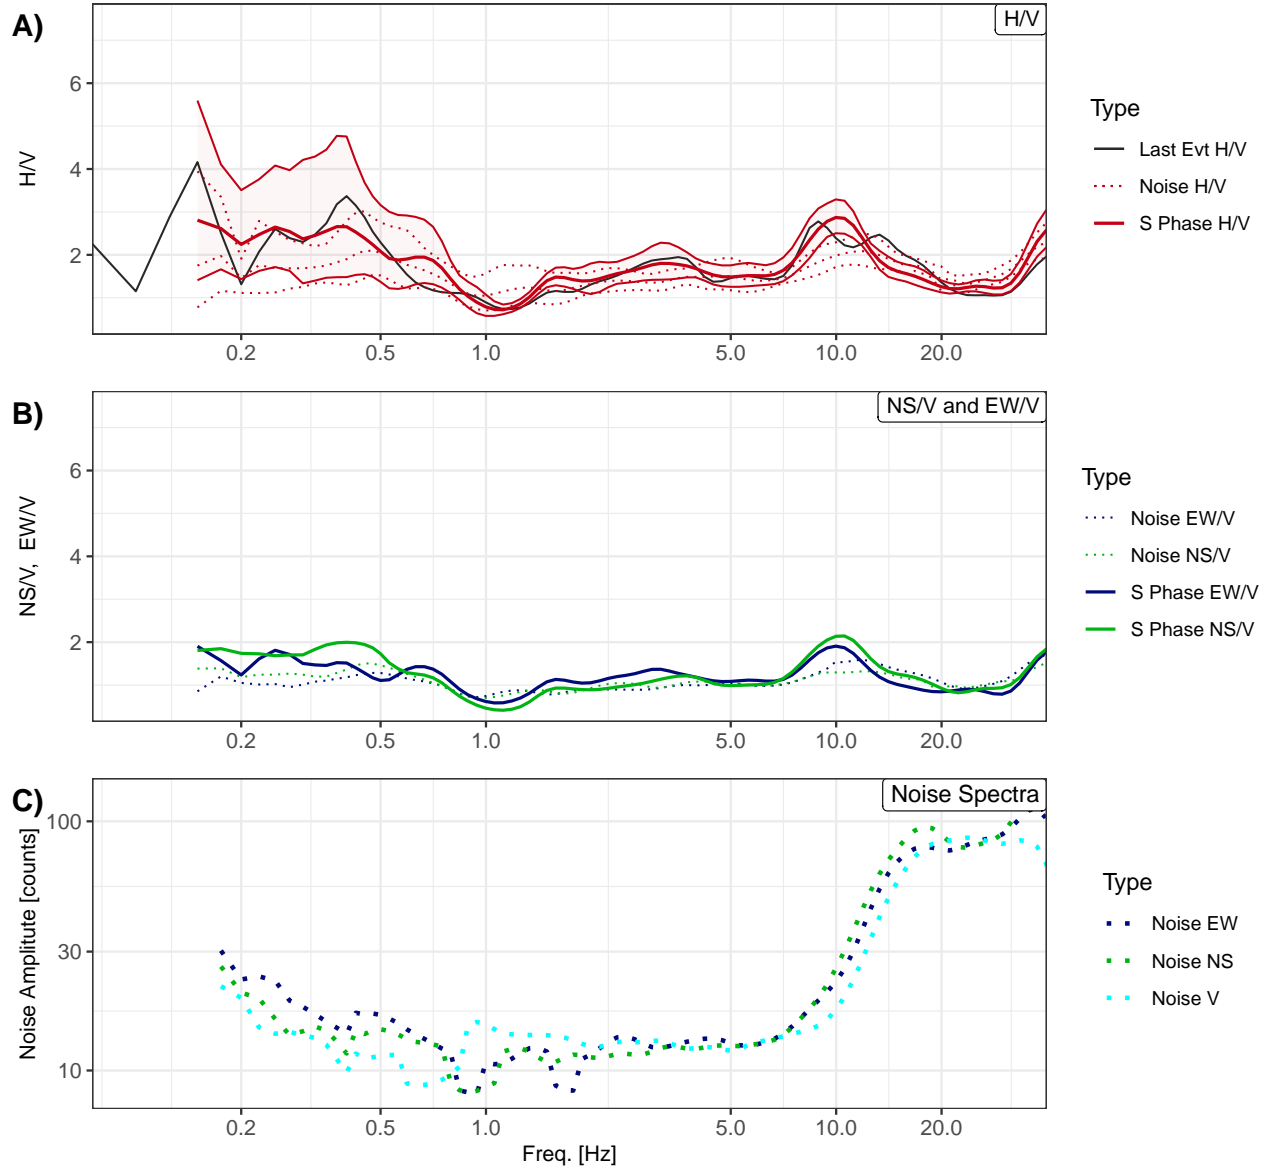 A)
H/V
6
4
2
H/V
0.2 0.5 1.0 5.0 10.0 20.0
Type
Last Evt H/V
Noise H/V
S Phase H/V
B)
NS/V and EW/V
6
4
2
NS/V, EW/V
0.2 0.5 1.0 5.0 10.0 20.0
Type
Noise EW/V
Noise NS/V
S Phase EW/V
S Phase NS/V
C)
Noise Spectra
100
30
10
Noise Amplitute [counts]
0.2 0.5 1.0 5.0 10.0 20.0
Freq. [Hz]
Type
Noise EW
Noise NS
Noise V